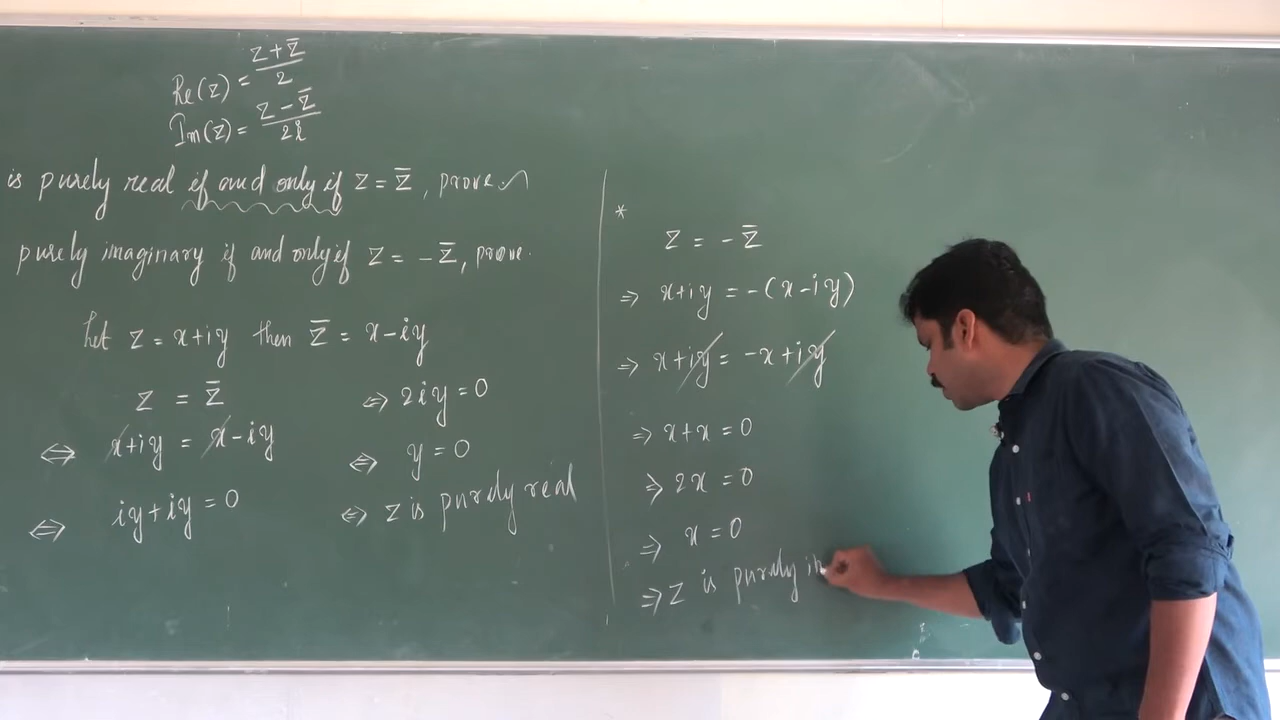 Re(z) = z + z̄ / 2
Im(z) = z - z̄ / 2i
is purely real if and only if z = z̄, prove.
purely imaginary if and only if z = -z̄, prove.
Let z = x+iy then z̄ = x-iy
z = z̄
⇔ x+iy = x-iy
⇔ iy+iy = 0
⇔ 2iy = 0
⇔ y = 0
⇔ z is purely real
*
z = -z̄
⇒ x+iy = -(x-iy)
⇒ x+iy = -x+iy
⇒ x+x = 0
⇒ 2x = 0
⇒ x = 0
⇒ z is purely im